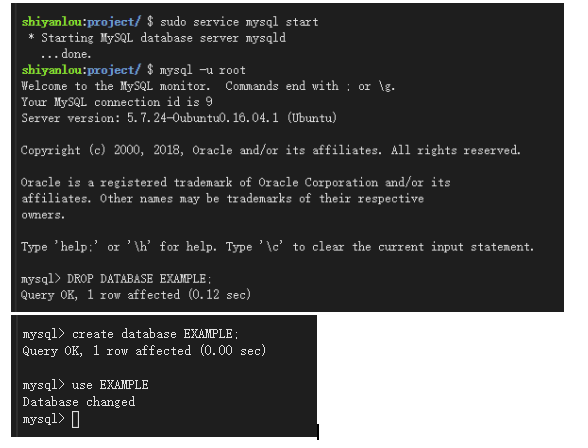 shiyanlou:project/ $ sudo service mysql start
 * Starting MySQL database server mysqld
   ...done.
shiyanlou:project/ $ mysql -u root
Welcome to the MySQL monitor.  Commands end with ; or \g.
Your MySQL connection id is 9
Server version: 5.7.24-0ubuntu0.16.04.1 (Ubuntu)
Copyright (c) 2000, 2018, Oracle and/or its affiliates. All rights reserved.
Oracle is a registered trademark of Oracle Corporation and/or its
affiliates. Other names may be trademarks of their respective
owners.
Type 'help;' or '\h' for help. Type '\c' to clear the current input statement.
mysql> DROP DATABASE EXAMPLE;
Query OK, 1 row affected (0.12 sec)
mysql> create database EXAMPLE;
Query OK, 1 row affected (0.00 sec)
mysql> use EXAMPLE
Database changed
mysql>